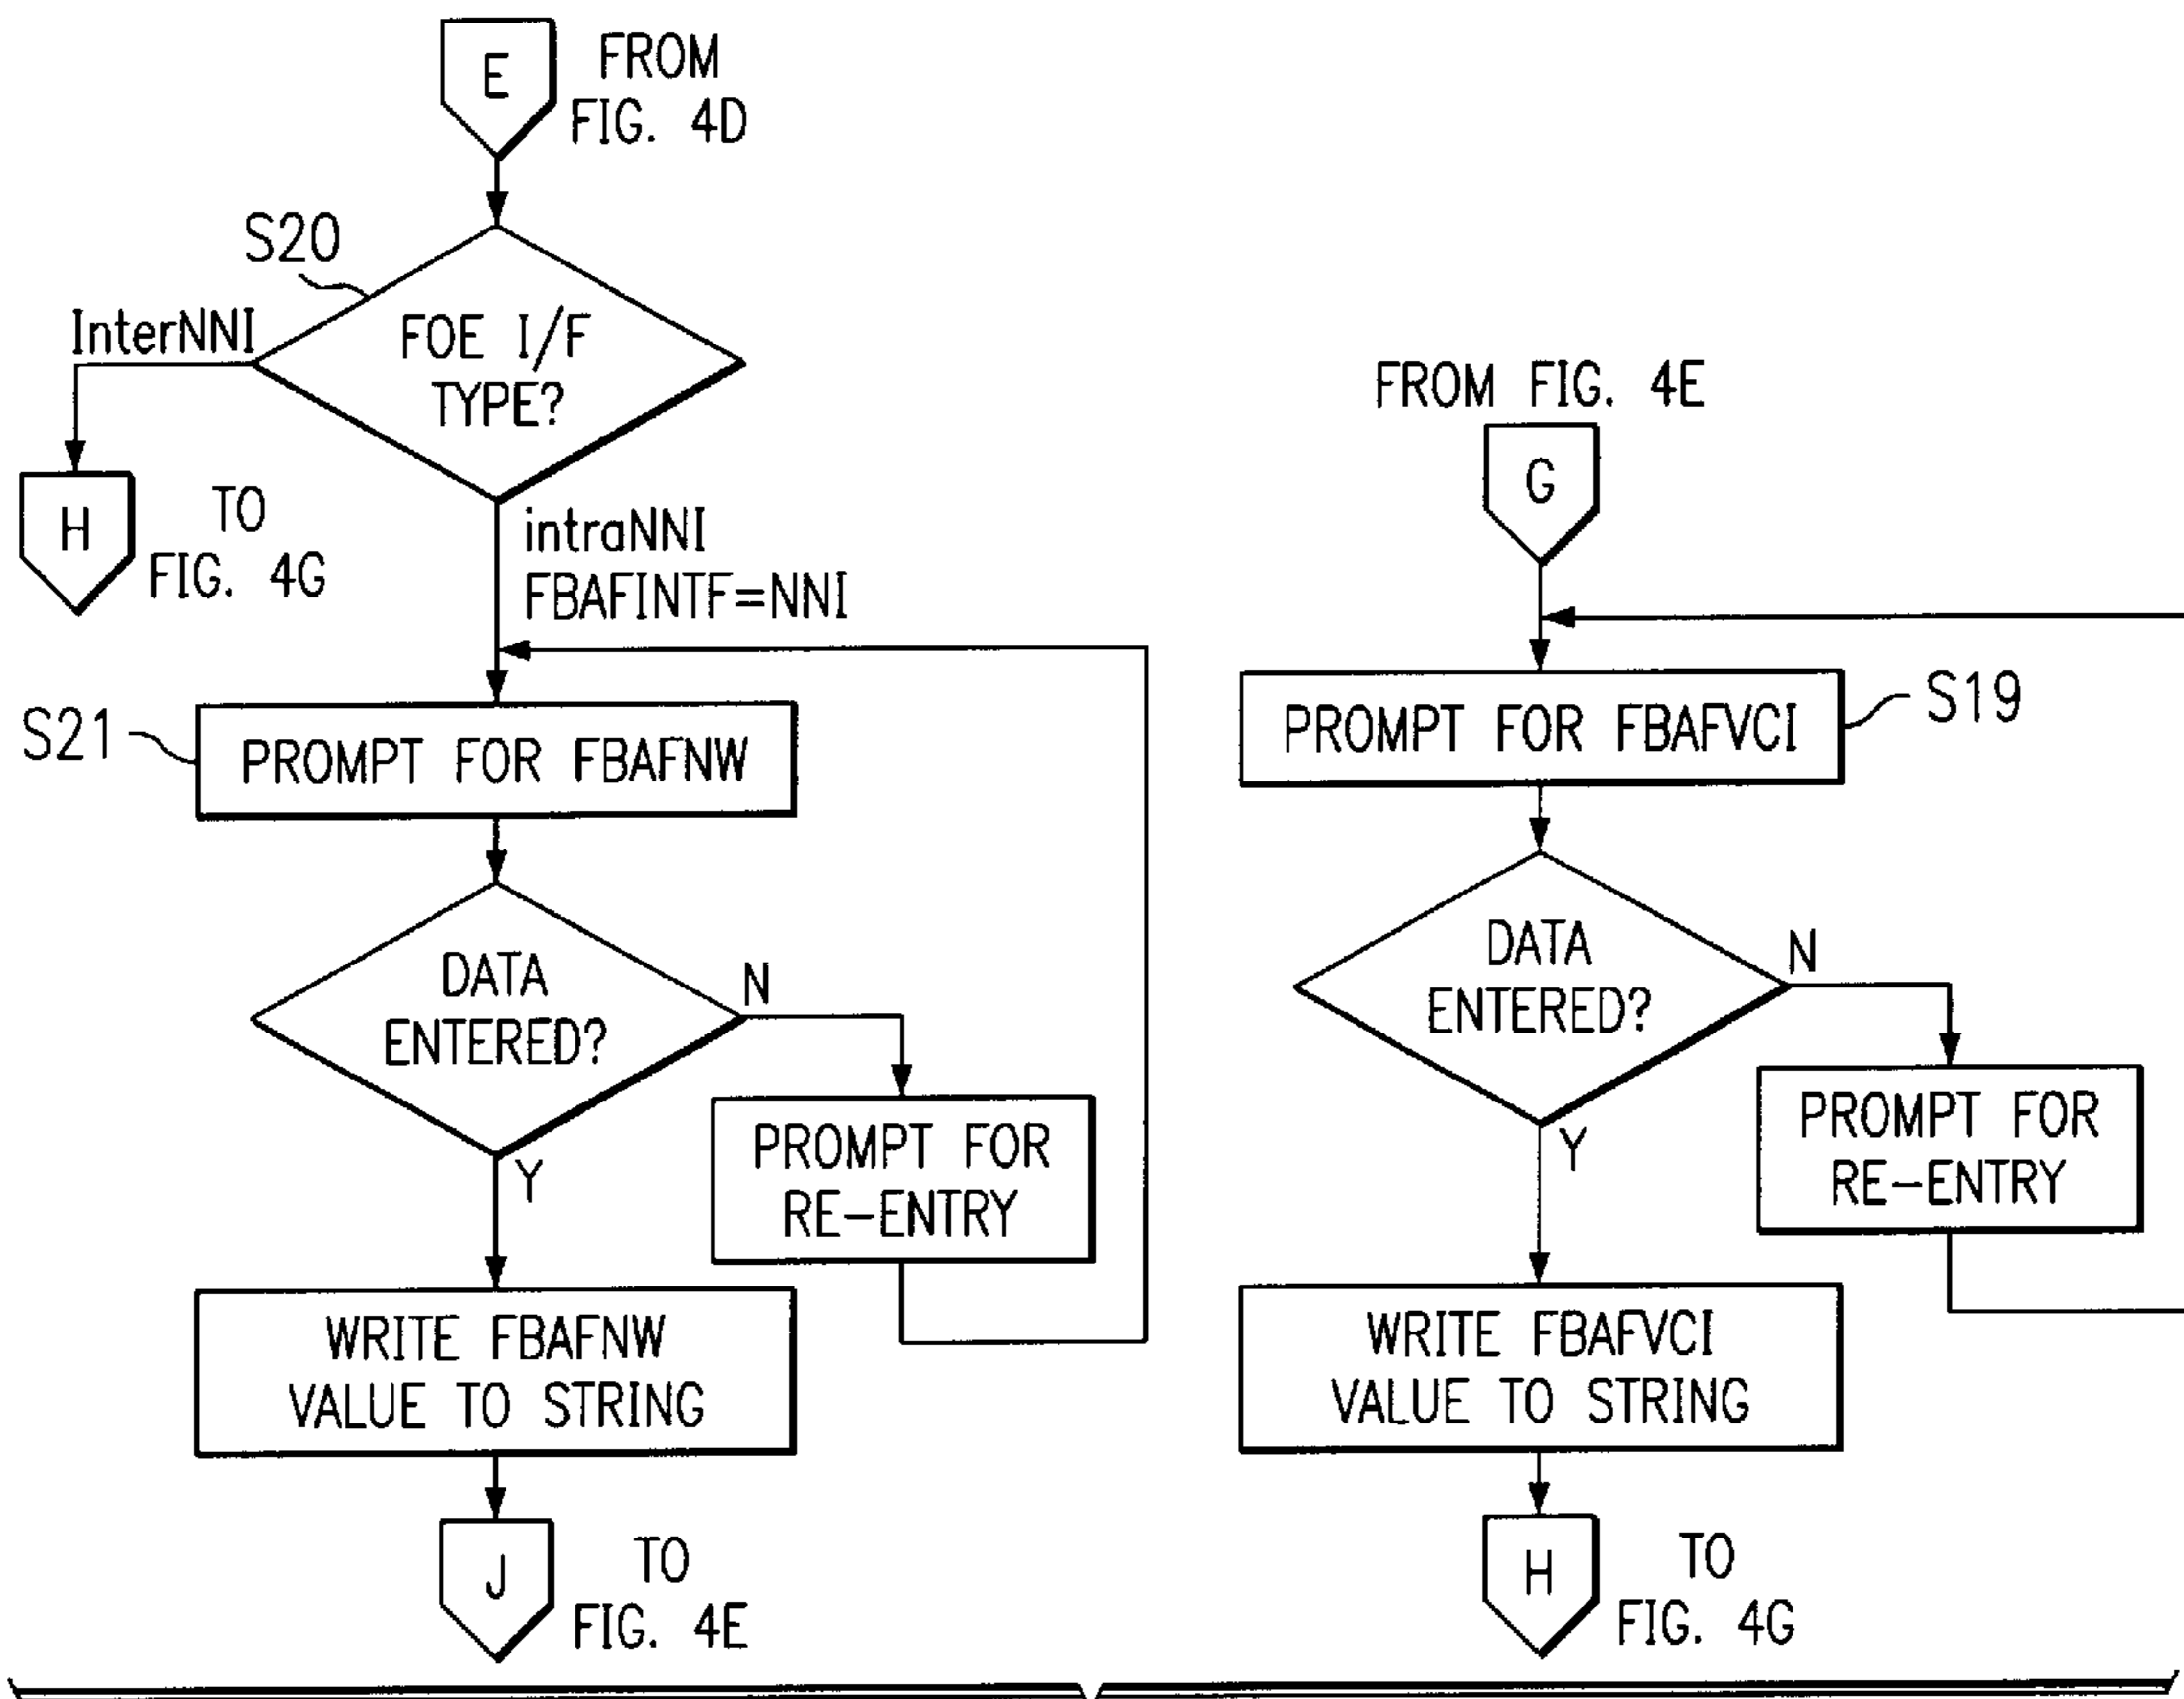 E
FROM
FIG. 4D
S20
InterNNI
FOE I/F
TYPE?
H
TO
FIG. 4G
intraNNI
FBAFINTF=NNI
S21
PROMPT FOR FBAFNW
DATA
ENTERED?
N
Y
PROMPT FOR
RE-ENTRY
WRITE FBAFNW
VALUE TO STRING
J
TO
FIG. 4E
FROM FIG. 4E
G
PROMPT FOR FBAFVCI
S19
DATA
ENTERED?
N
Y
PROMPT FOR
RE-ENTRY
WRITE FBAFVCI
VALUE TO STRING
H
TO
FIG. 4G